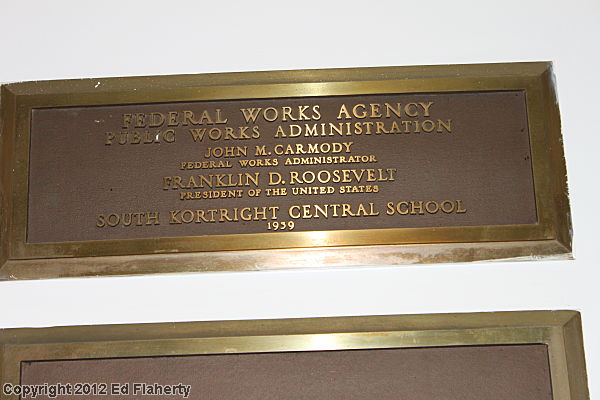 FEDERAL WORKS AGENCY
PUBLIC WORKS ADMINISTRATION
JOHN M. CARMODY
FEDERAL WORKS ADMINISTRATOR
FRANKLIN D. ROOSEVELT
PRESIDENT OF THE UNITED STATES
SOUTH KORTRIGHT CENTRAL SCHOOL
1939
Copyright 2012 Ed Flaherty